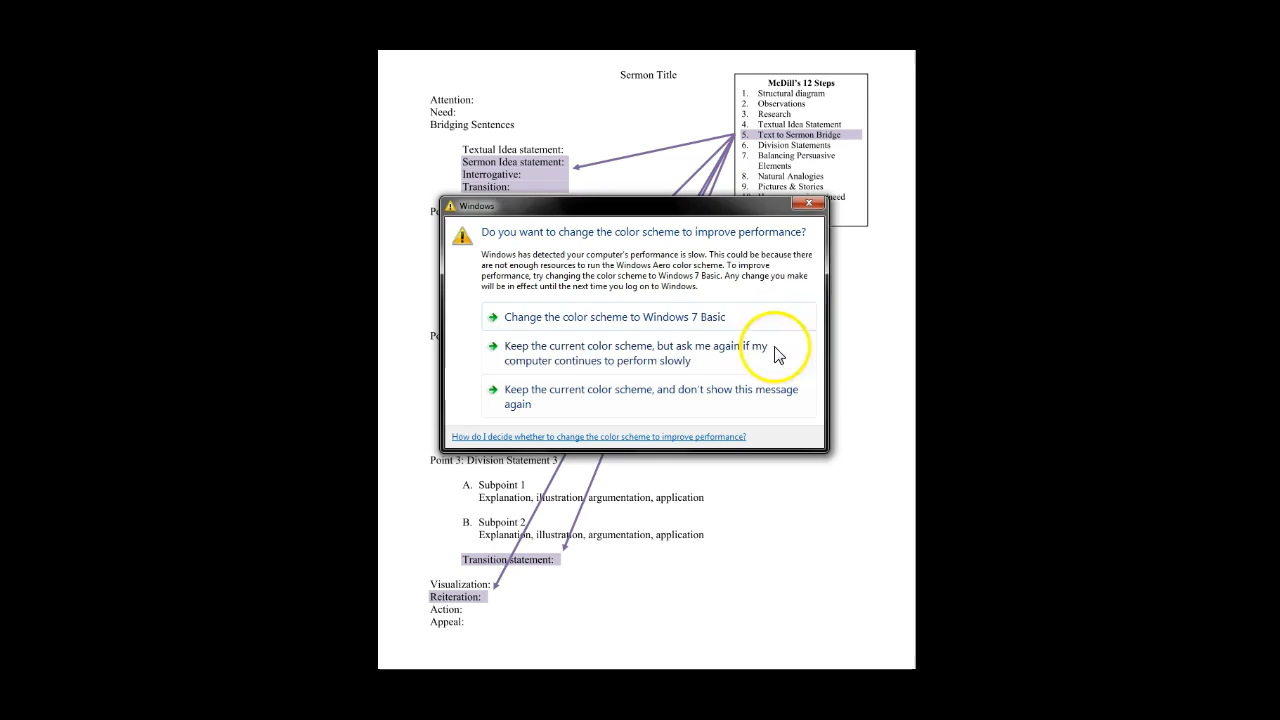 Sermon Title
Attention:
Need:
Bridging Sentences
Textual Idea statement:
Sermon Idea statement:
Interrogative:
Transition:
McDill's 12 Steps
1. Structural diagram
2. Observations
3. Research
4. Textual Idea Statement
5. Text to Sermon Bridge
6. Division Statements
7. Balancing Persuasive
Elements
8. Natural Analogies
9. Pictures & Stories
need
Windows
Do you want to change the color scheme to improve performance?
Windows has detected your computer's performance is slow. This could be because there
are not enough resources to run the Windows Aero color scheme. To improve
performance, try changing the color scheme to Windows 7 Basic. Any change you make
will be in effect until the next time you log on to Windows.
Change the color scheme to Windows 7 Basic
Keep the current color scheme, but ask me again if my
computer continues to perform slowly
Keep the current color scheme, and don't show this message
again
How do I decide whether to change the color scheme to improve performance?
Point 3: Division Statement 3
A. Subpoint 1
Explanation, illustration, argumentation, application
B. Subpoint 2
Explanation, illustration, argumentation, application
Transition statement:
Visualization:
Reiteration:
Action:
Appeal: